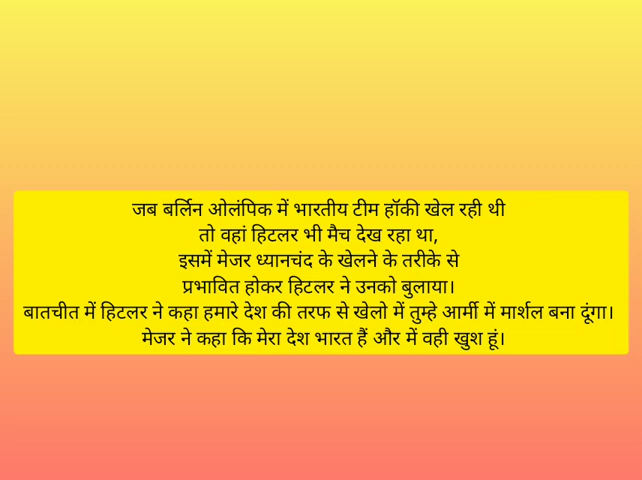 जब बर्लिन ओलंपिक में भारतीय टीम हॉकी खेल रही थी
तो वहां हिटलर भी मैच देख रहा था,
इसमें मेजर ध्यानचंद के खेलने के तरीके से
प्रभावित होकर हिटलर ने उनको बुलाया।
बातचीत में हिटलर ने कहा हमारे देश की तरफ से खेलो में तुम्हे आर्मी में मार्शल बना दूंगा।
मेजर ने कहा कि मेरा देश भारत हैं और में वही खुश हूं।